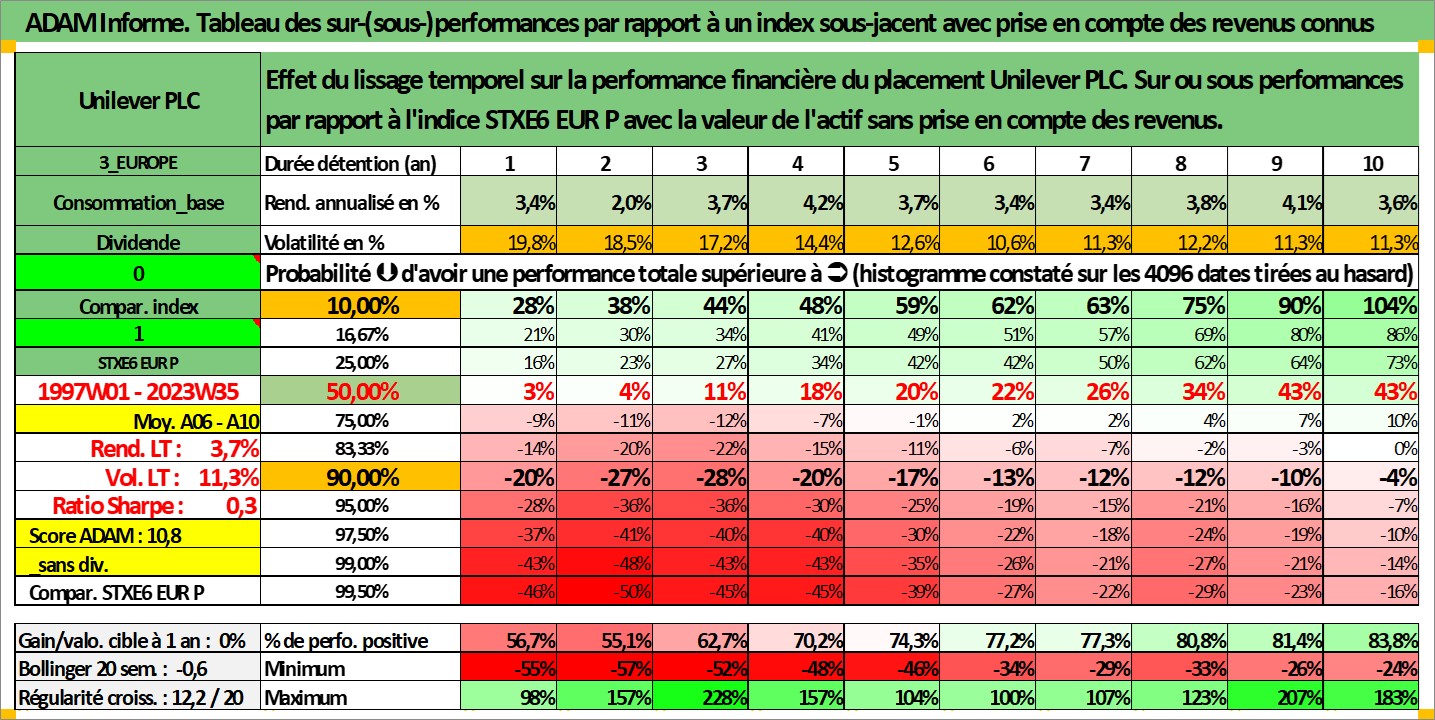 ADAM Informe. Tableau des sur-(sous-)performances par rapport à un index sous-jacent avec prise en compte des revenus connus
Unilever PLC
Effet du lissage temporel sur la performance financière du placement Unilever PLC. Sur ou sous performances
par rapport à l'indice STXE6 EUR P avec la valeur de l'actif sans prise en compte des revenus.
3_EUROPE Durée détention (an) 1 2 3 4 5 6 7 8 9 10
Consommation_base Rend. annualisé en % 3,4% 2,0% 3,7% 4,2% 3,7% 3,4% 3,4% 3,8% 4,1% 3,6%
Dividende Volatilité en % 19,8% 18,5% 17,2% 14,4% 12,6% 10,6% 11,3% 12,2% 11,3% 11,3%
0 Probabilité ⮋ d'avoir une performance totale supérieure à ⮊ (histogramme constaté sur les 4096 dates tirées au hasard)
Compar. index 10,00% 28% 38% 44% 48% 59% 62% 63% 75% 90% 104%
1 16,67% 21% 30% 34% 41% 49% 51% 57% 69% 80% 86%
STXE6 EUR P 25,00% 16% 23% 27% 34% 42% 42% 50% 62% 64% 73%
1997W01 - 2023W35 50,00% 3% 4% 11% 18% 20% 22% 26% 34% 43% 43%
Moy. A06 - A10 75,00% -9% -11% -12% -7% -1% 2% 2% 4% 7% 10%
Rend. LT : 3,7% 83,33% -14% -20% -22% -15% -11% -6% -7% -2% -3% 0%
Vol. LT : 11,3% 90,00% -20% -27% -28% -20% -17% -13% -12% -12% -10% -4%
Ratio Sharpe : 0,3 95,00% -28% -36% -36% -30% -25% -19% -15% -21% -16% -7%
Score ADAM : 10,8 97,50% -37% -41% -40% -40% -30% -22% -18% -24% -19% -10%
_sans div. 99,00% -43% -48% -43% -43% -35% -26% -21% -27% -21% -14%
Compar. STXE6 EUR P 99,50% -46% -50% -45% -45% -39% -27% -22% -29% -23% -16%
Gain/valo. cible à 1 an : 0% % de perfo. positive 56,7% 55,1% 62,7% 70,2% 74,3% 77,2% 77,3% 80,8% 81,4% 83,8%
Bollinger 20 sem. : -0,6 Minimum -55% -57% -52% -48% -46% -34% -29% -33% -26% -24%
Régularité croiss. : 12,2 / 20 Maximum 98% 157% 228% 157% 104% 100% 107% 123% 207% 183%